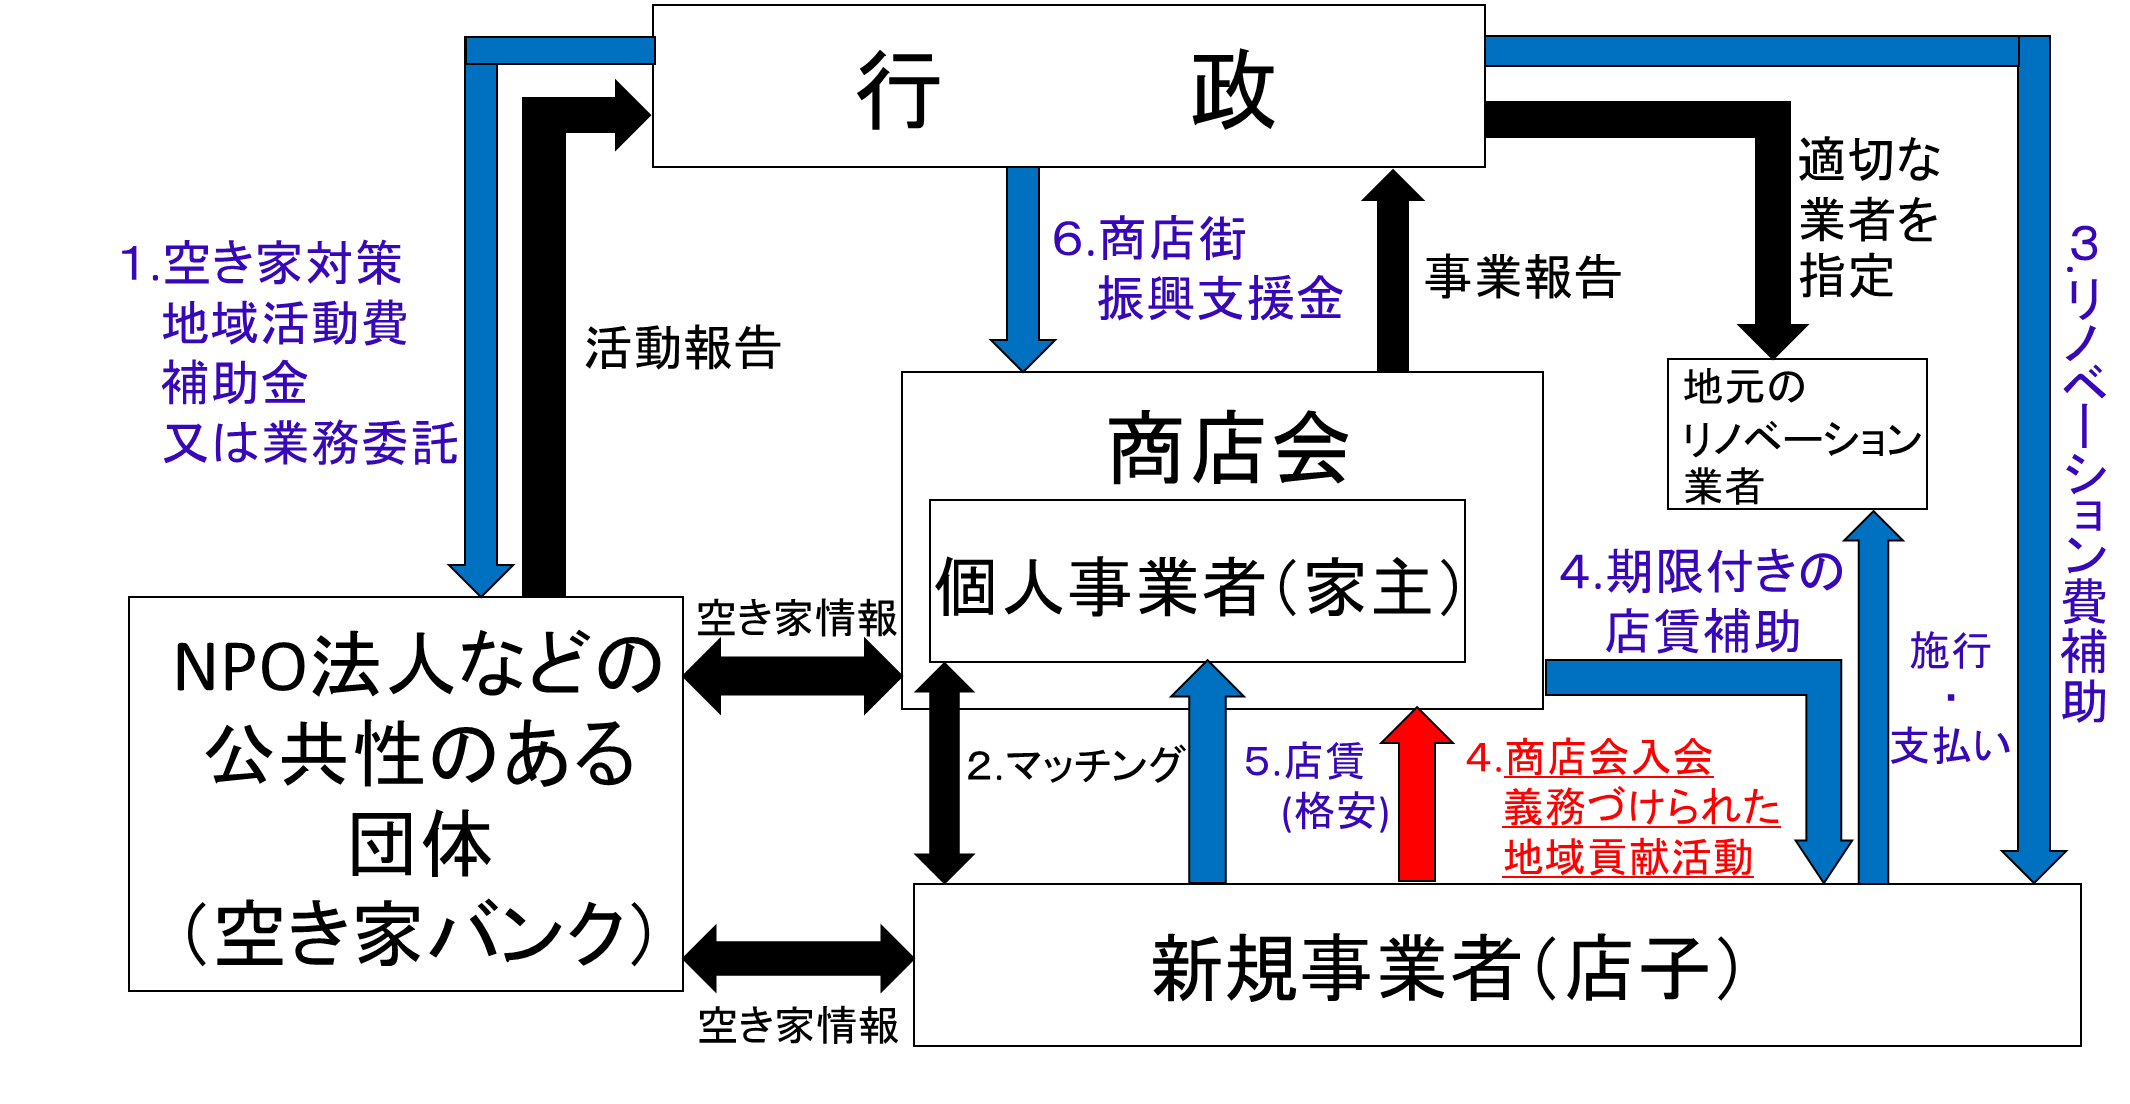 行　政
1.空き家対策
地域活動費
補助金
又は業務委託
活動報告
6.商店街
振興支援金
事業報告
適切な
業者を
指定
3.リノベーション費補助
地元の
リノベーション
業者
商店会
個人事業者(家主)
4.期限付きの
店賃補助
施行
・
支払い
空き家情報
NPO法人などの
公共性のある
団体
(空き家バンク)
2.マッチング
5.店賃
(格安)
4.商店会入会
義務づけられた
地域貢献活動
新規事業者(店子)
空き家情報